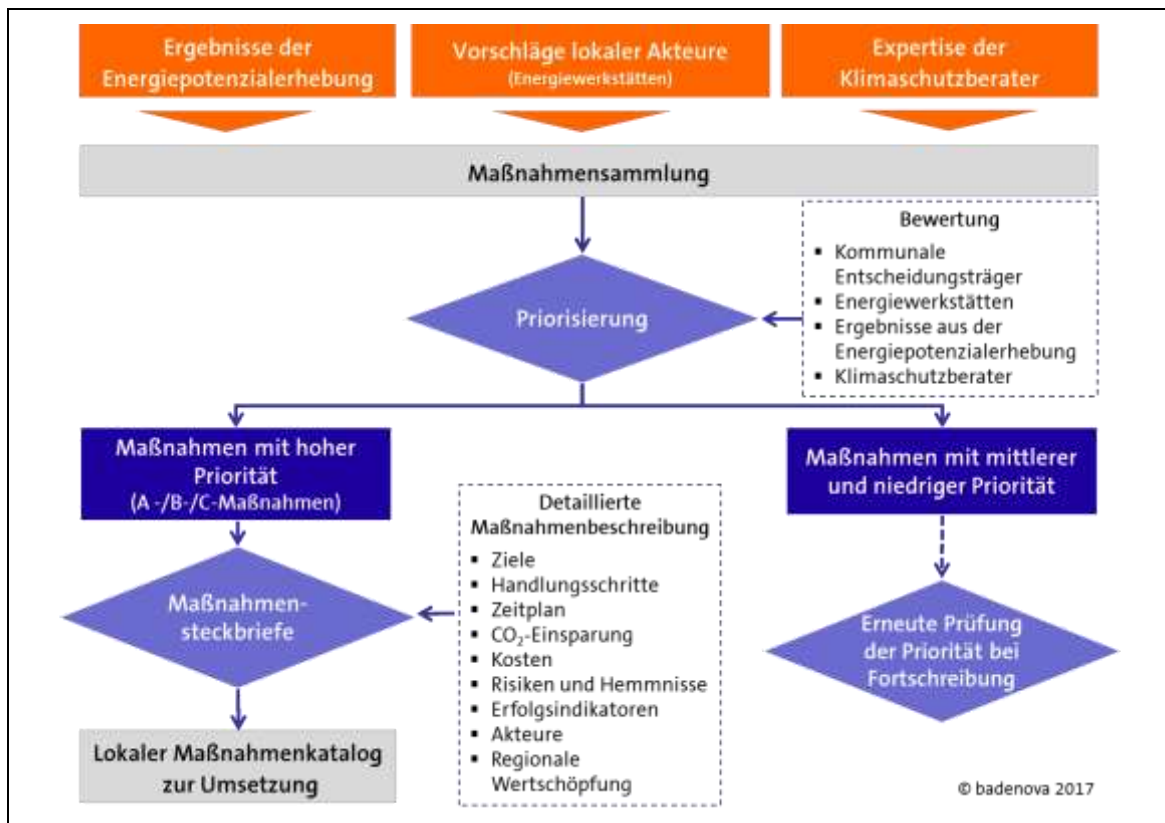 Ergebnisse der
Energiepotenzialerhebung
Vorschläge lokaler Akteure
(Energiewerkstätten)
Expertise der
Klimaschutzberater
Maßnahmensammlung
Bewertung
▪ Kommunale
Entscheidungsträger
▪ Energiewerkstätten
▪ Ergebnisse aus der
Energiepotenzialerhebung
▪ Klimaschutzberater
Priorisierung
Maßnahmen mit hoher
Priorität
(A -/B-/C-Maßnahmen)
Maßnahmen mit mittlerer
und niedriger Priorität
Detaillierte
Maßnahmenbeschreibung
▪ Ziele
▪ Handlungsschritte
▪ Zeitplan
▪ CO₂-Einsparung
▪ Kosten
▪ Risiken und Hemmnisse
▪ Erfolgsindikatoren
▪ Akteure
▪ Regionale
Wertschöpfung
Maßnahmen-
steckbriefe
Erneute Prüfung
der Priorität bei
Fortschreibung
Lokaler Maßnahmenkatalog
zur Umsetzung
© badenova 2017